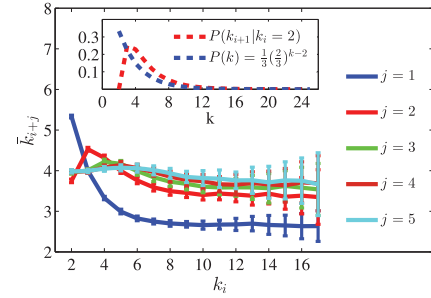 8
7
6
5
4
3
2
k̄_{i+j}
2 4 6 8 10 12 14 16
k_i
0.3
0.2
0.1
0 4 8 12 16 20 24
k
P(k_{i+1}|k_i = 2)
P(k) = \frac{1}{3}(\frac{2}{3})^{k-2}
j = 1
j = 2
j = 3
j = 4
j = 5